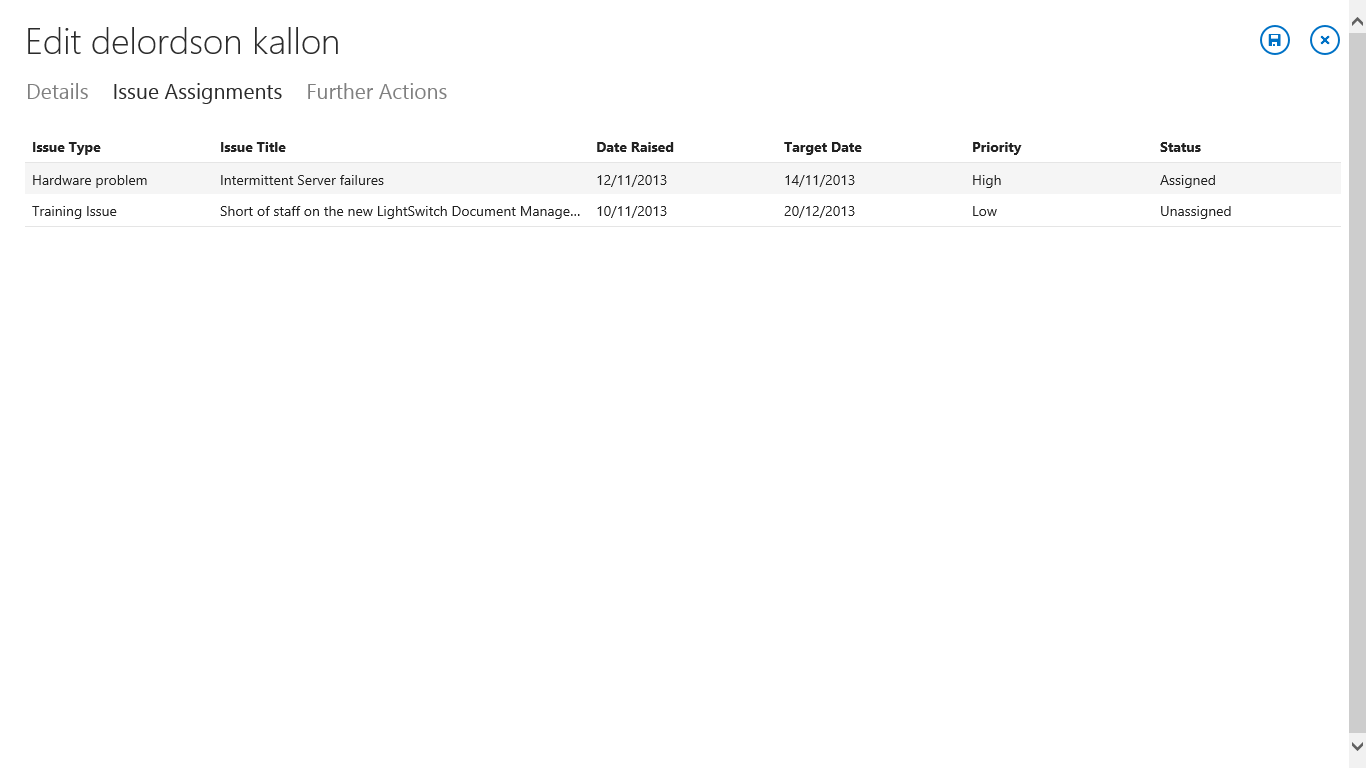 Edit delordson kallon
Details Issue Assignments Further Actions
Issue Type Issue Title Date Raised Target Date Priority Status
Hardware problem Intermittent Server failures 12/11/2013 14/11/2013 High Assigned
Training Issue Short of staff on the new LightSwitch Document Manage... 10/11/2013 20/12/2013 Low Unassigned